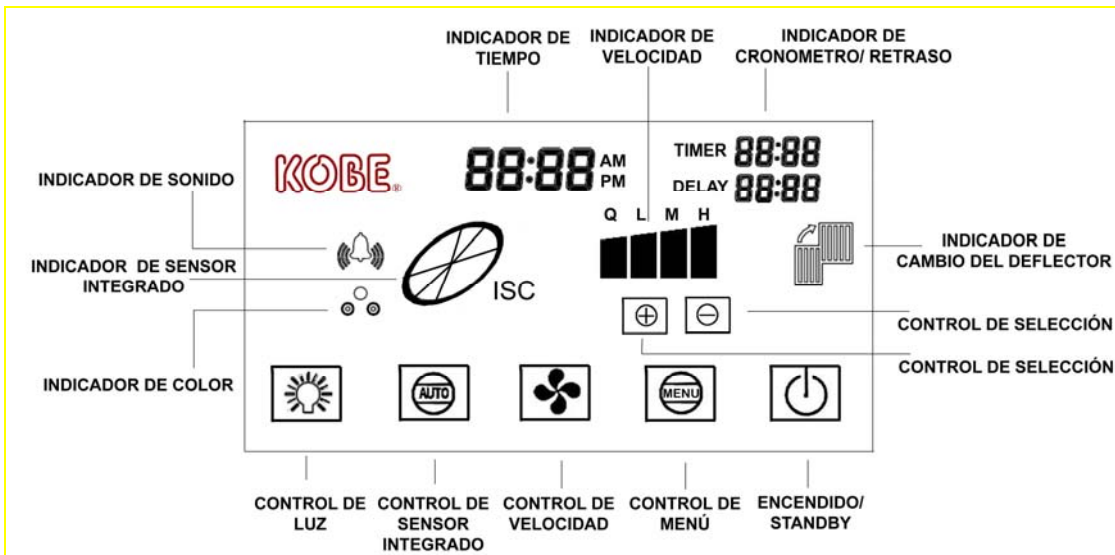 INDICADOR DE
TIEMPO
INDICADOR DE
VELOCIDAD
INDICADOR DE
CRONOMETRO/ RETRASO
KOBE®
88:88 AM
PM
TIMER 88:88
DELAY 88:88
INDICADOR DE SONIDO
Q L M H
INDICADOR DE SENSOR
INTEGRADO
ISC
INDICADOR DE
CAMBIO DEL DEFLECTOR
CONTROL DE SELECCIÓN
CONTROL DE SELECCIÓN
INDICADOR DE COLOR
AUTO
MENU
CONTROL DE
LUZ
CONTROL DE
SENSOR
INTEGRADO
CONTROL DE
VELOCIDAD
CONTROL DE
MENÚ
ENCENDIDO/
STANDBY